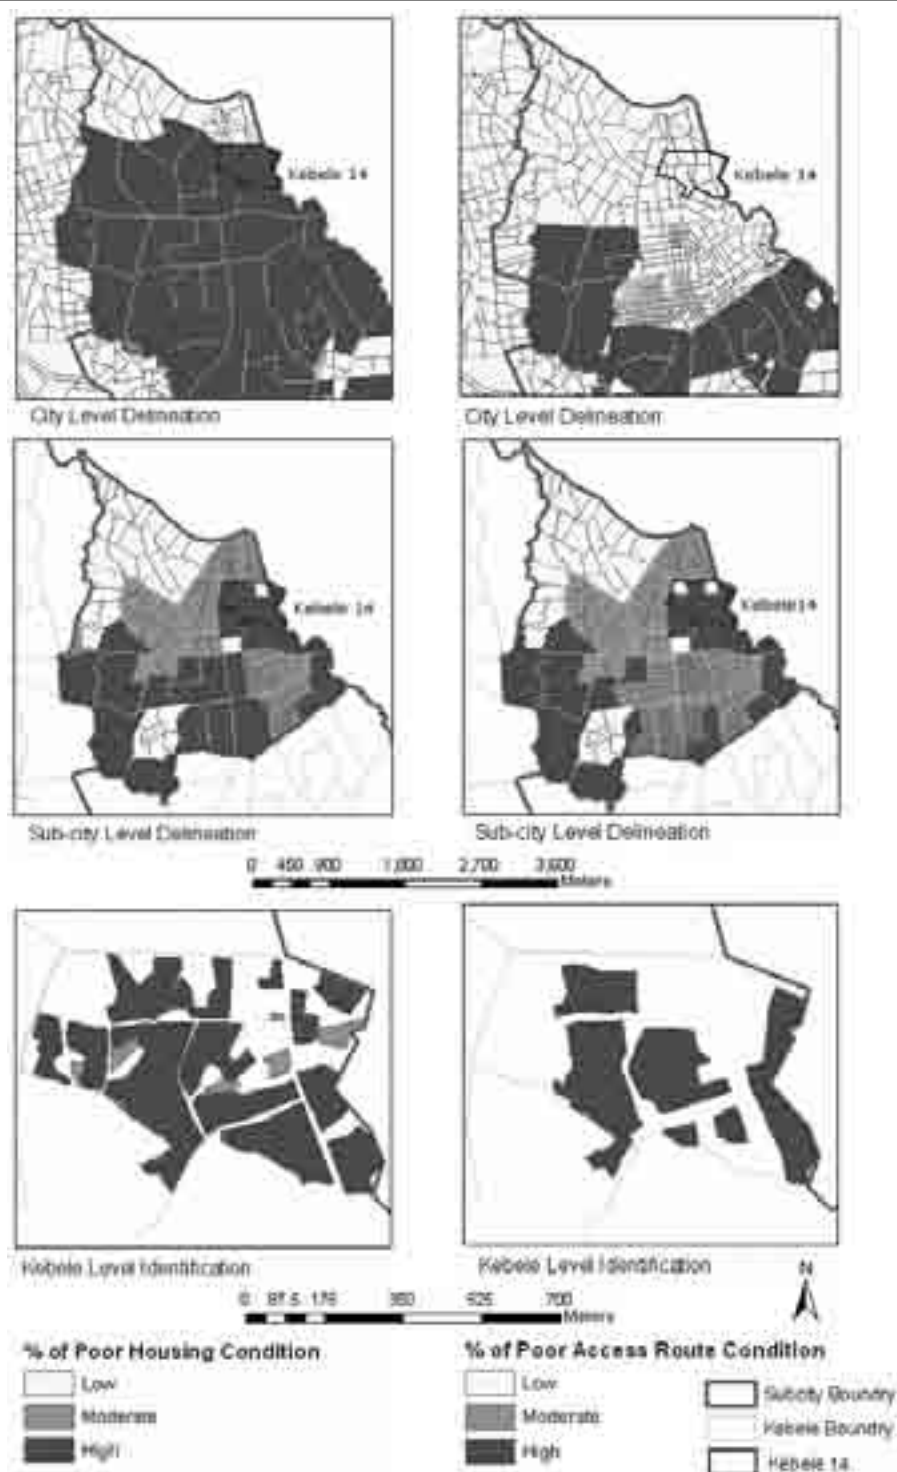 Kebele 14
Kebele 14
City Level Delineation
City Level Delineation
Kebele 14
Kebele 14
Sub-city Level Delineation
Sub-city Level Delineation
0 450 900 1,800 2,700 3,600
Meters
Kebele Level Identification
Kebele Level Identification
N
0 87.5 175 350 525 700
Meters
% of Poor Housing Condition
Low
Moderate
High
% of Poor Access Route Condition
Low
Moderate
High
Subcity Boundry
Kebele Boundry
Kebele 14